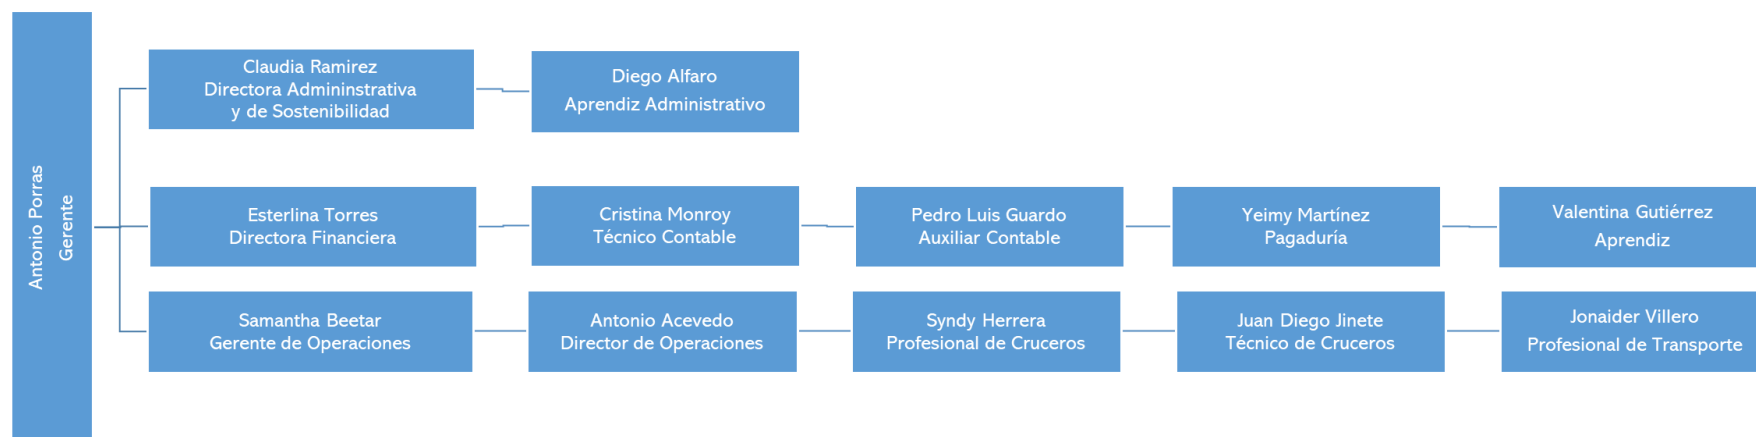 Antonio Porras
Gerente
Claudia Ramirez
Directora Admininstrativa
y de Sostenibilidad
Diego Alfaro
Aprendiz Administrativo
Esterlina Torres
Directora Financiera
Cristina Monroy
Técnico Contable
Pedro Luis Guardo
Auxiliar Contable
Yeimy Martínez
Pagaduría
Valentina Gutiérrez
Aprendiz
Samantha Beetar
Gerente de Operaciones
Antonio Acevedo
Director de Operaciones
Syndy Herrera
Profesional de Cruceros
Juan Diego Jinete
Técnico de Cruceros
Jonaider Villero
Profesional de Transporte